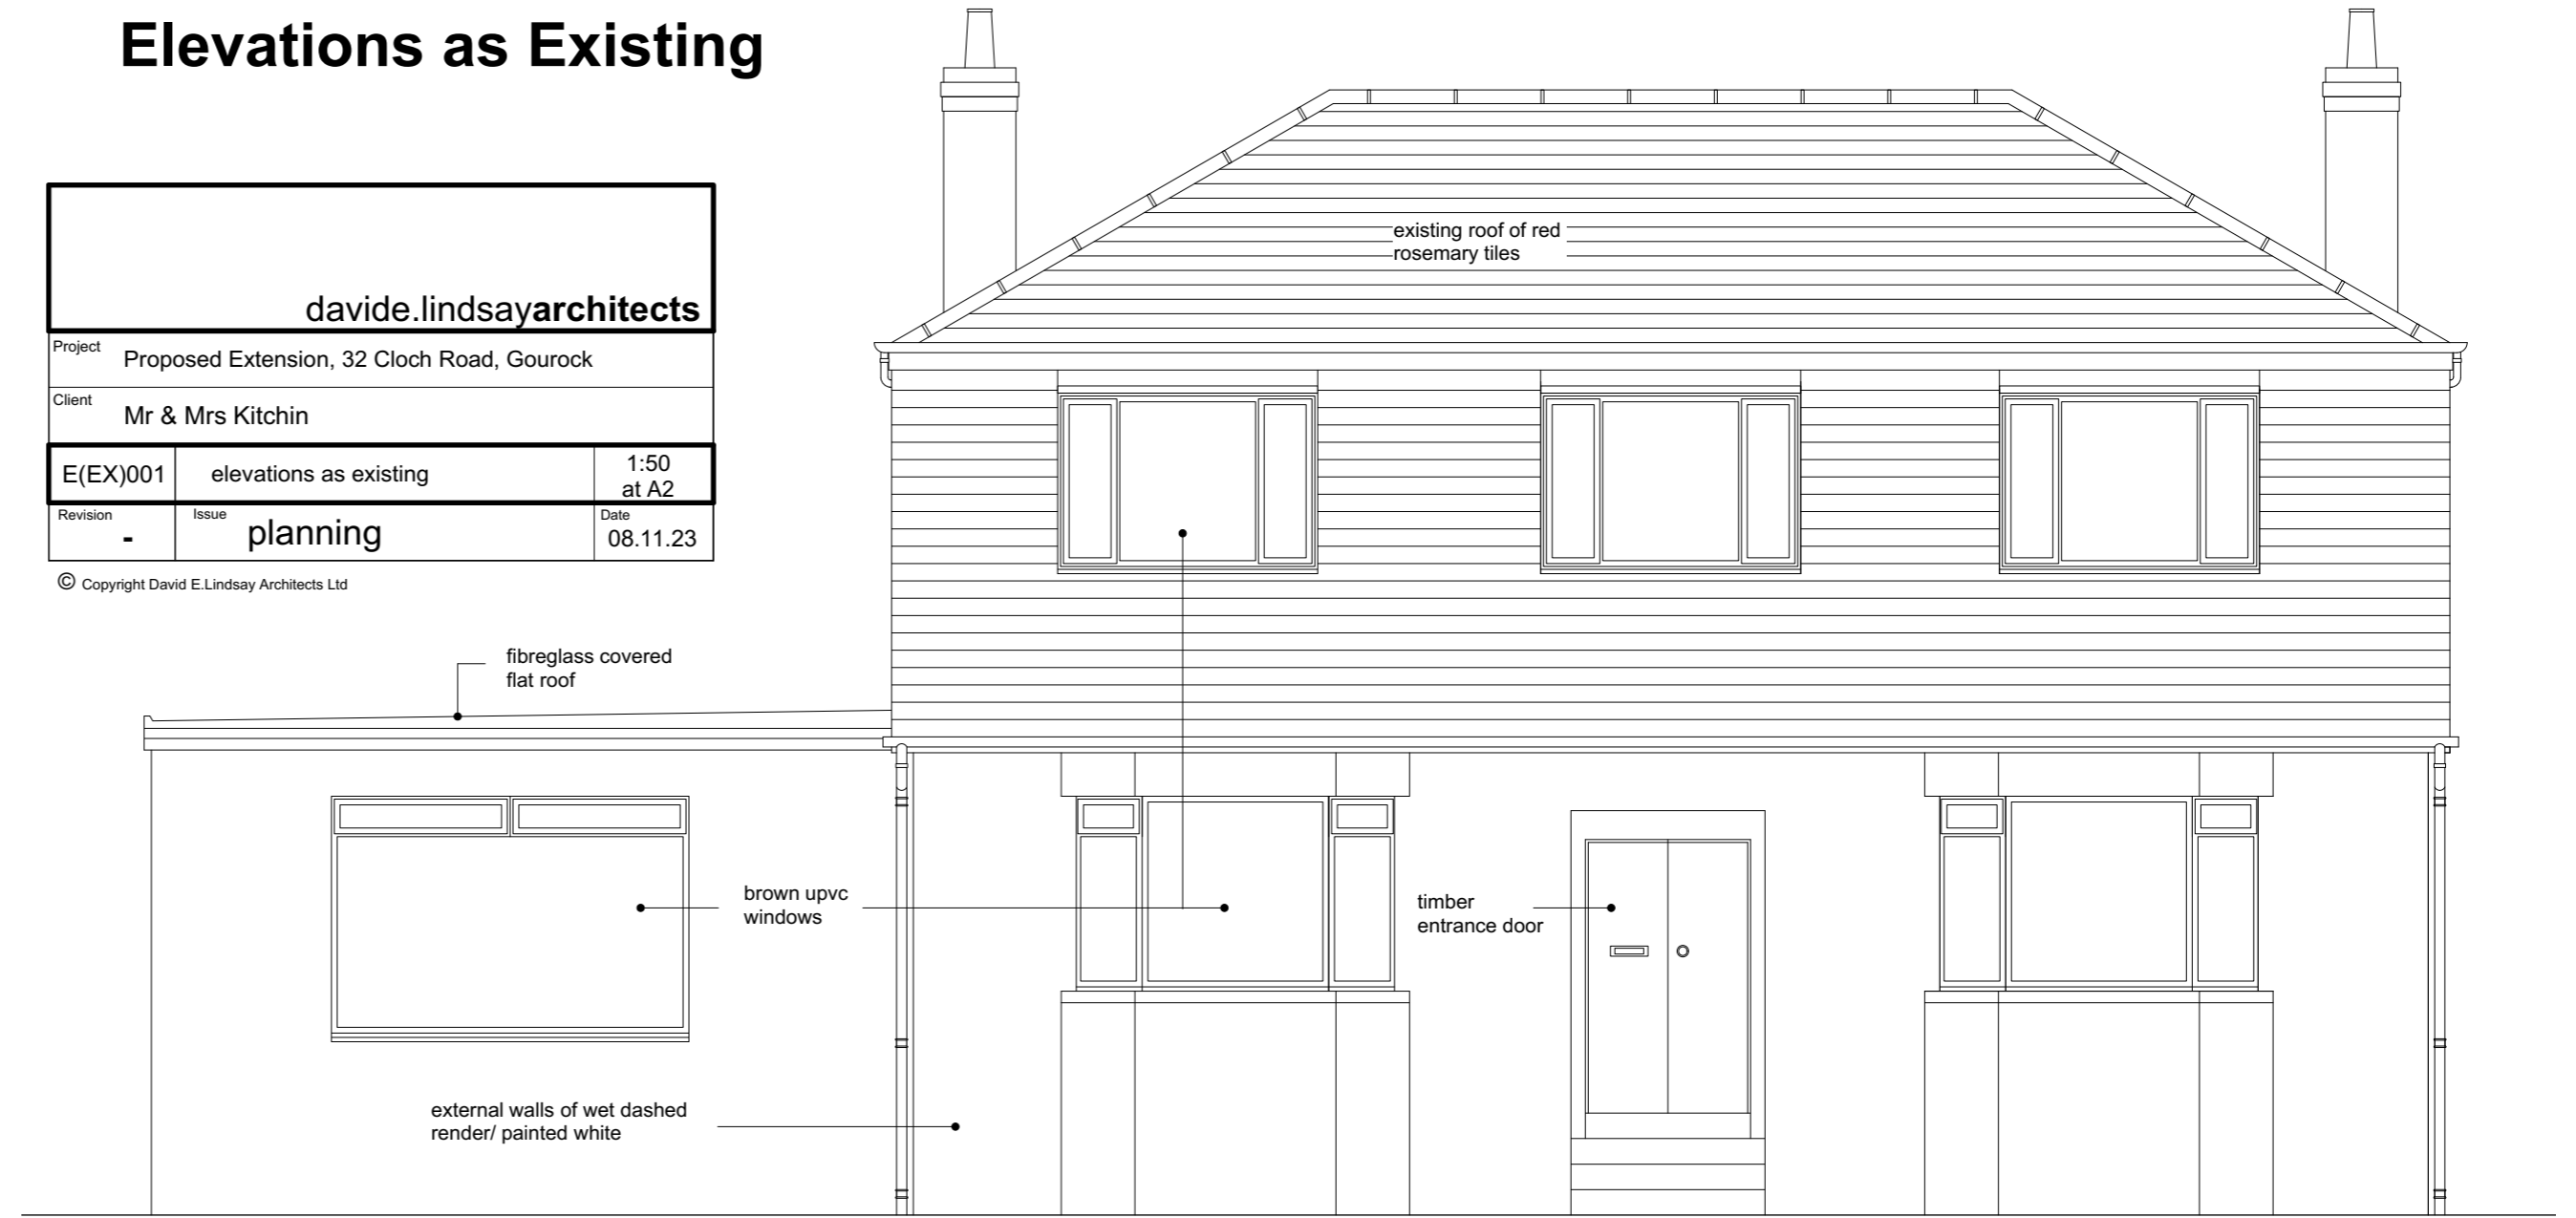 Elevations as Existing
davide.lindsayarchitects
Project
Proposed Extension, 32 Cloch Road, Gourock
Client
Mr & Mrs Kitchin
E(EX)001
elevations as existing
1:50
at A2
Revision
-
Issue
planning
Date
08.11.23
© Copyright David E.Lindsay Architects Ltd
existing roof of red
rosemary tiles
fibreglass covered
flat roof
brown upvc
windows
timber
entrance door
external walls of wet dashed
render/ painted white